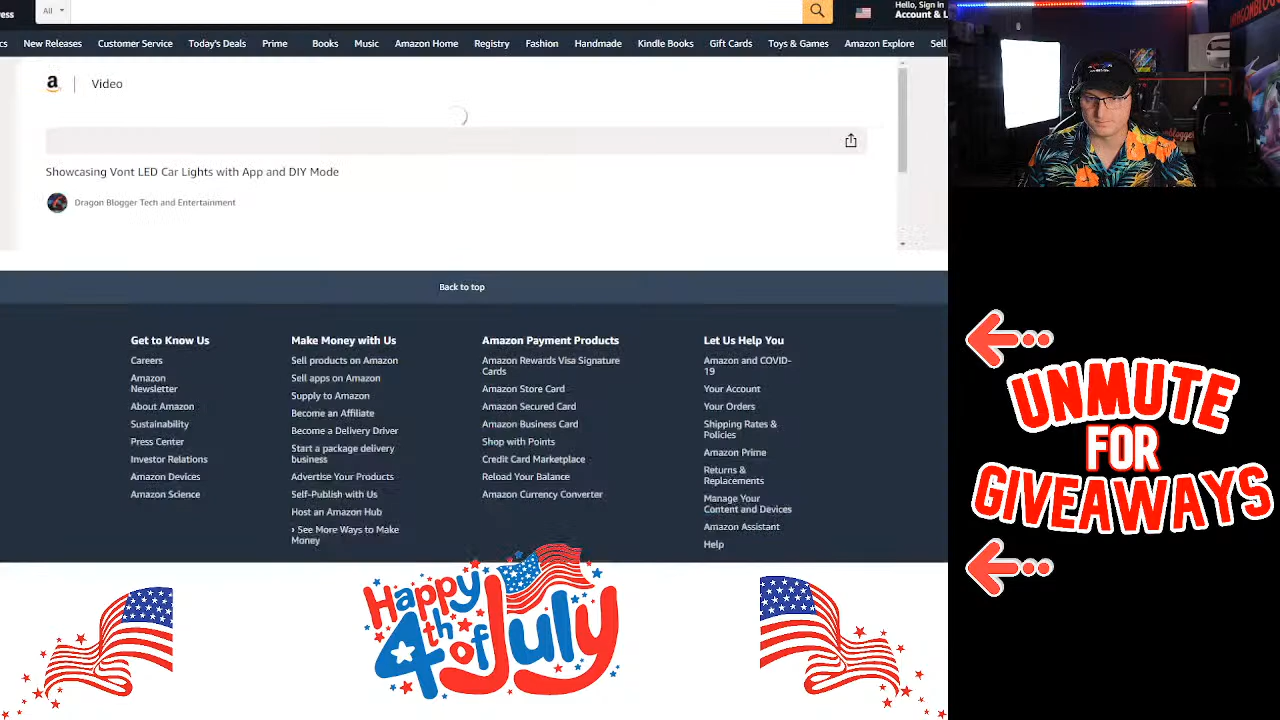 ress
All
Hello, Sign in
Account & L
cs New Releases Customer Service Today's Deals Prime Books Music Amazon Home Registry Fashion Handmade Kindle Books Gift Cards Toys & Games Amazon Explore Sell
a Video
Showcasing Vont LED Car Lights with App and DIY Mode
Dragon Blogger Tech and Entertainment
Back to top
Get to Know Us
Careers
Amazon
Newsletter
About Amazon
Sustainability
Press Center
Investor Relations
Amazon Devices
Amazon Science
Make Money with Us
Sell products on Amazon
Sell apps on Amazon
Supply to Amazon
Become an Affiliate
Become a Delivery Driver
Start a package delivery
business
Advertise Your Products
Self-Publish with Us
Host an Amazon Hub
› See More Ways to Make
Money
Amazon Payment Products
Amazon Rewards Visa Signature
Cards
Amazon Store Card
Amazon Secured Card
Amazon Business Card
Shop with Points
Credit Card Marketplace
Reload Your Balance
Amazon Currency Converter
Let Us Help You
Amazon and COVID-
19
Your Account
Your Orders
Shipping Rates &
Policies
Amazon Prime
Returns &
Replacements
Manage Your
Content and Devices
Amazon Assistant
Help
Happy
4th of July
UNMUTE
FOR
GIVEAWAYS